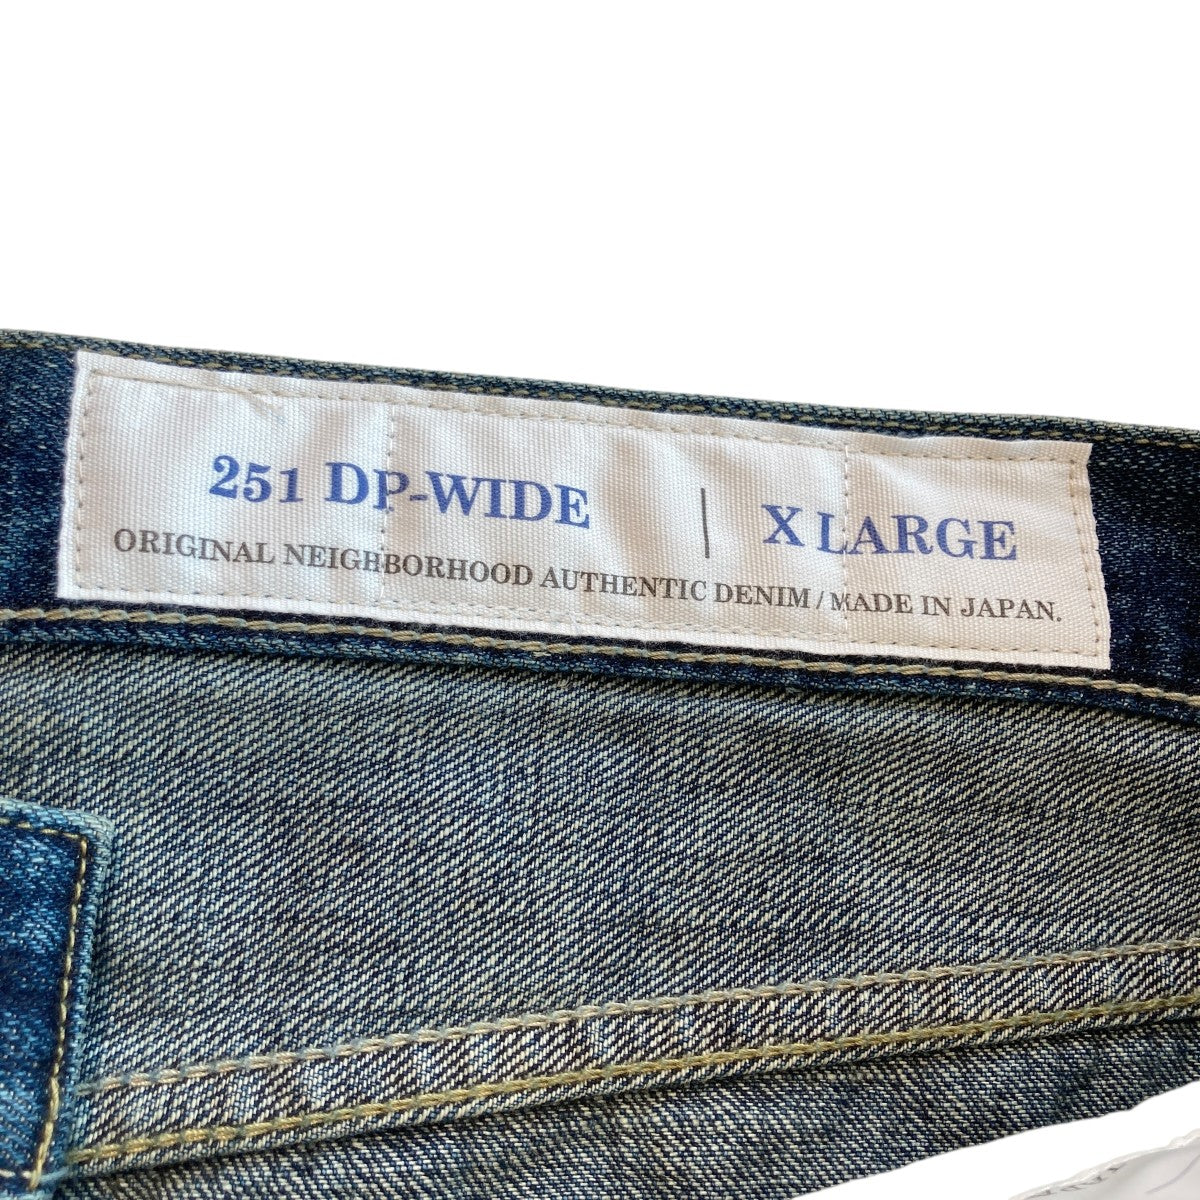 251 DP-WIDE | X LARGE
ORIGINAL NEIGHBORHOOD AUTHENTIC DENIM / MADE IN JAPAN.